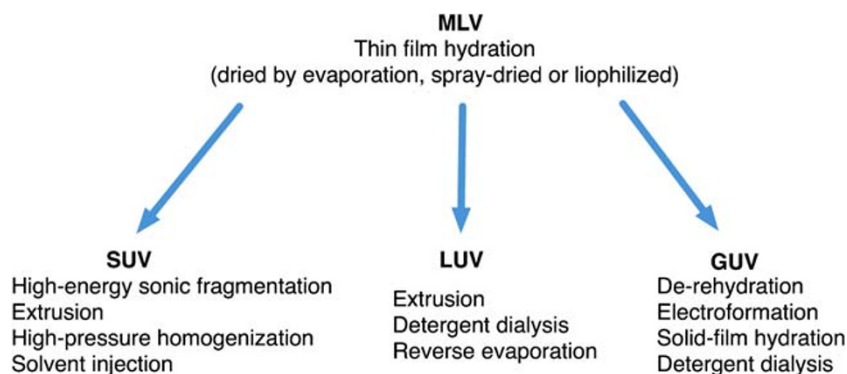 MLV
Thin film hydration
(dried by evaporation, spray-dried or liophilized)
SUV
High-energy sonic fragmentation
Extrusion
High-pressure homogenization
Solvent injection
LUV
Extrusion
Detergent dialysis
Reverse evaporation
GUV
De-rehydration
Electroformation
Solid-film hydration
Detergent dialysis